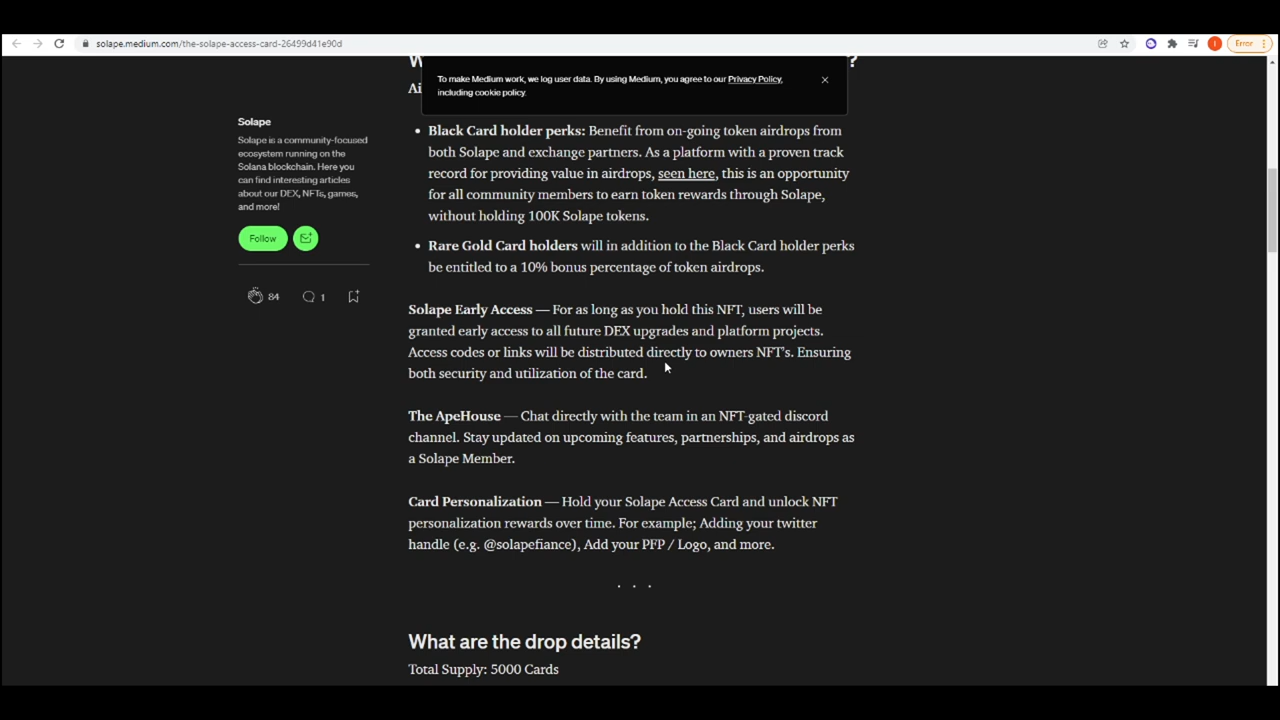 solape.medium.com/the-solape-access-card-26499d41e90d
Error
?
To make Medium work, we log user data. By using Medium, you agree to our Privacy Policy,
including cookie policy.
Solape
Solape is a community-focused
ecosystem running on the
Solana blockchain. Here you
can find interesting articles
about our DEX, NFTs, games,
and more!
Follow
84
1
• Black Card holder perks: Benefit from on-going token airdrops from
both Solape and exchange partners. As a platform with a proven track
record for providing value in airdrops, seen here, this is an opportunity
for all community members to earn token rewards through Solape,
without holding 100K Solape tokens.
• Rare Gold Card holders will in addition to the Black Card holder perks
be entitled to a 10% bonus percentage of token airdrops.
Solape Early Access — For as long as you hold this NFT, users will be
granted early access to all future DEX upgrades and platform projects.
Access codes or links will be distributed directly to owners NFT's. Ensuring
both security and utilization of the card.
The ApeHouse — Chat directly with the team in an NFT-gated discord
channel. Stay updated on upcoming features, partnerships, and airdrops as
a Solape Member.
Card Personalization — Hold your Solape Access Card and unlock NFT
personalization rewards over time. For example; Adding your twitter
handle (e.g. @solapefiance), Add your PFP / Logo, and more.
. . .
What are the drop details?
Total Supply: 5000 Cards